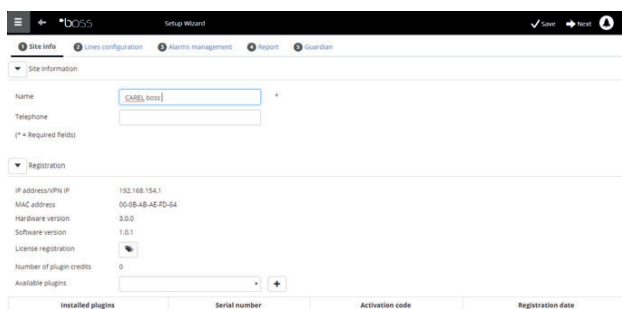 boss Setup Wizard Save Next
1 Site Info 2 Lines configuration 3 Alarms management 4 Report 5 Guardian
Site information
Name CAREL boss *
Telephone
(* = Required fields)
Registration
IP address/VPN IP 192.168.154.1
MAC address 00-0B-AB-AE-FD-64
Hardware version 3.0.0
Software version 1.0.1
License registration
Number of plugin credits 0
Available plugins
Installed plugins Serial number Activation code Registration date